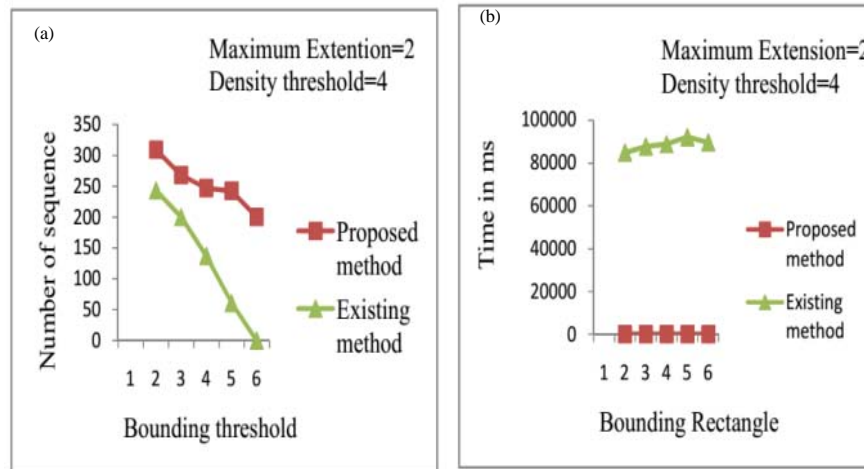 (a)
Maximum Extention=2
Density threshold=4
350
300
250
200
150
100
50
0
Number of sequence
1 2 3 4 5 6
Bounding threshold
Proposed
method
Existing
method
(b)
Maximum Extension=2
Density threshold=4
100000
80000
60000
40000
20000
0
Time in ms
1 2 3 4 5 6
Bounding Rectangle
Proposed
method
Existing
method